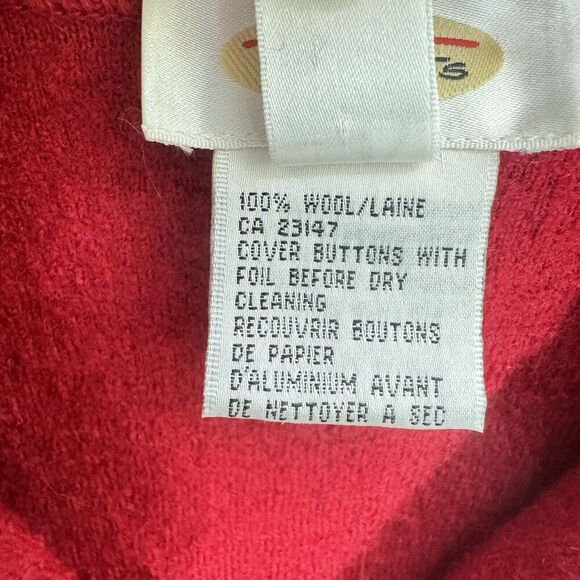 100% WOOL/LAINE
CA 23147
COVER BUTTONS WITH
FOIL BEFORE DRY
CLEANING
RECOUVRIR BOUTONS
DE PAPIER
D'ALUMINIUM AVANT
DE NETTOYER A SED